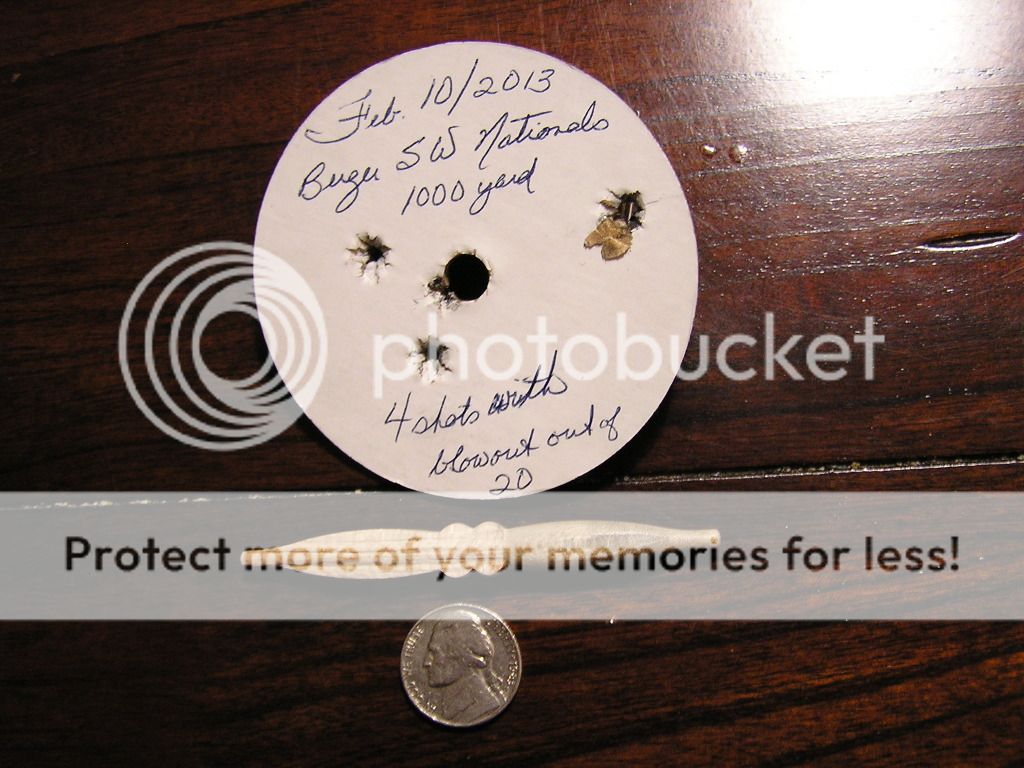 Feb. 10/2013
Berger SW Nationals
1000 yard
photobucket
4 shots with
blowout out of
20
Protect more of your memories for less!